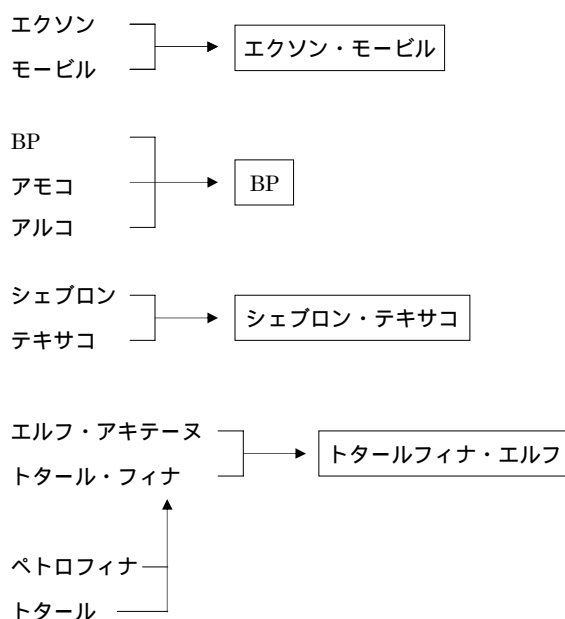 エクソン
モービル
エクソン・モービル
BP
アモコ
アルコ
BP
シェブロン
テキサコ
シェブロン・テキサコ
エルフ・アキテーヌ
トタール・フィナ
トタールフィナ・エルフ
ペトロフィナ
トタール